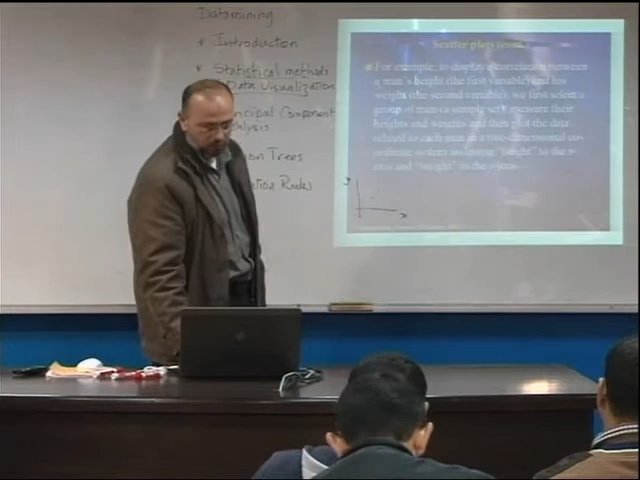 Datamining
* Introduction
* Statistical methods
Data Visualization
Component
alysis
Trees
Rules
Scatter plots (cont.)
For example, to display a correlation between
a man's height (the first variable) and his
weight (the second variable), we first select a
group of men (a sample set), measure their
heights and weights and then plot the data
related to each man in a two-dimensional co-
ordinate system assigning "height" to the x-
axis and "weight" to the y-axis.
y
x